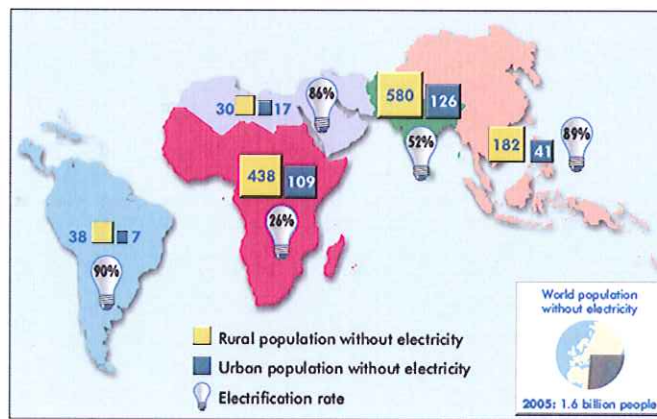 86%
30 17
580 126
52%
182 41
89%
438 109
26%
38 7
90%
Rural population without electricity
Urban population without electricity
Electrification rate
World population
without electricity
2005: 1.6 billion people